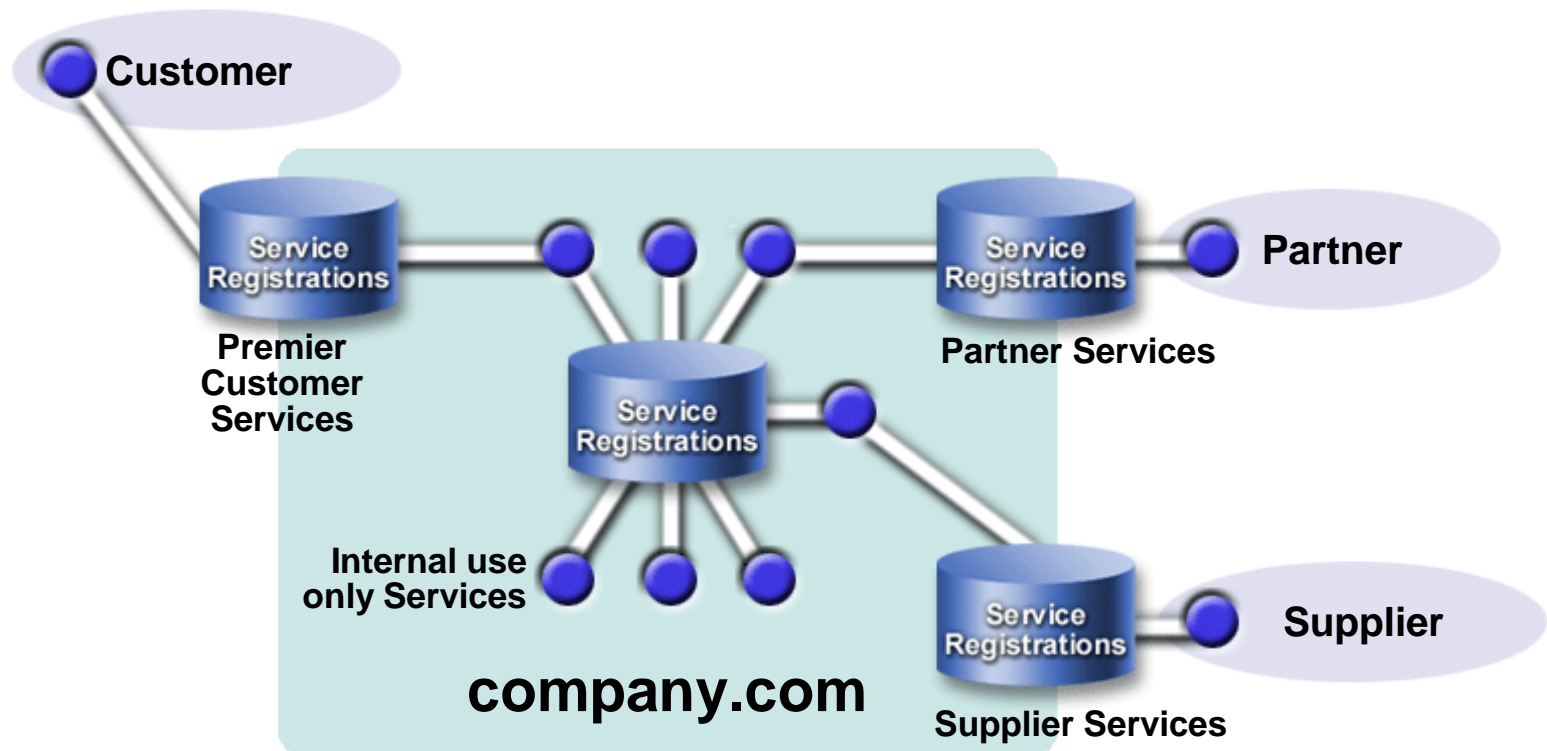 Customer
Service
Registrations
Premier
Customer
Services
Service
Registrations
Partner
Partner Services
Service
Registrations
Internal use
only Services
Service
Registrations
Supplier
Supplier Services
company.com